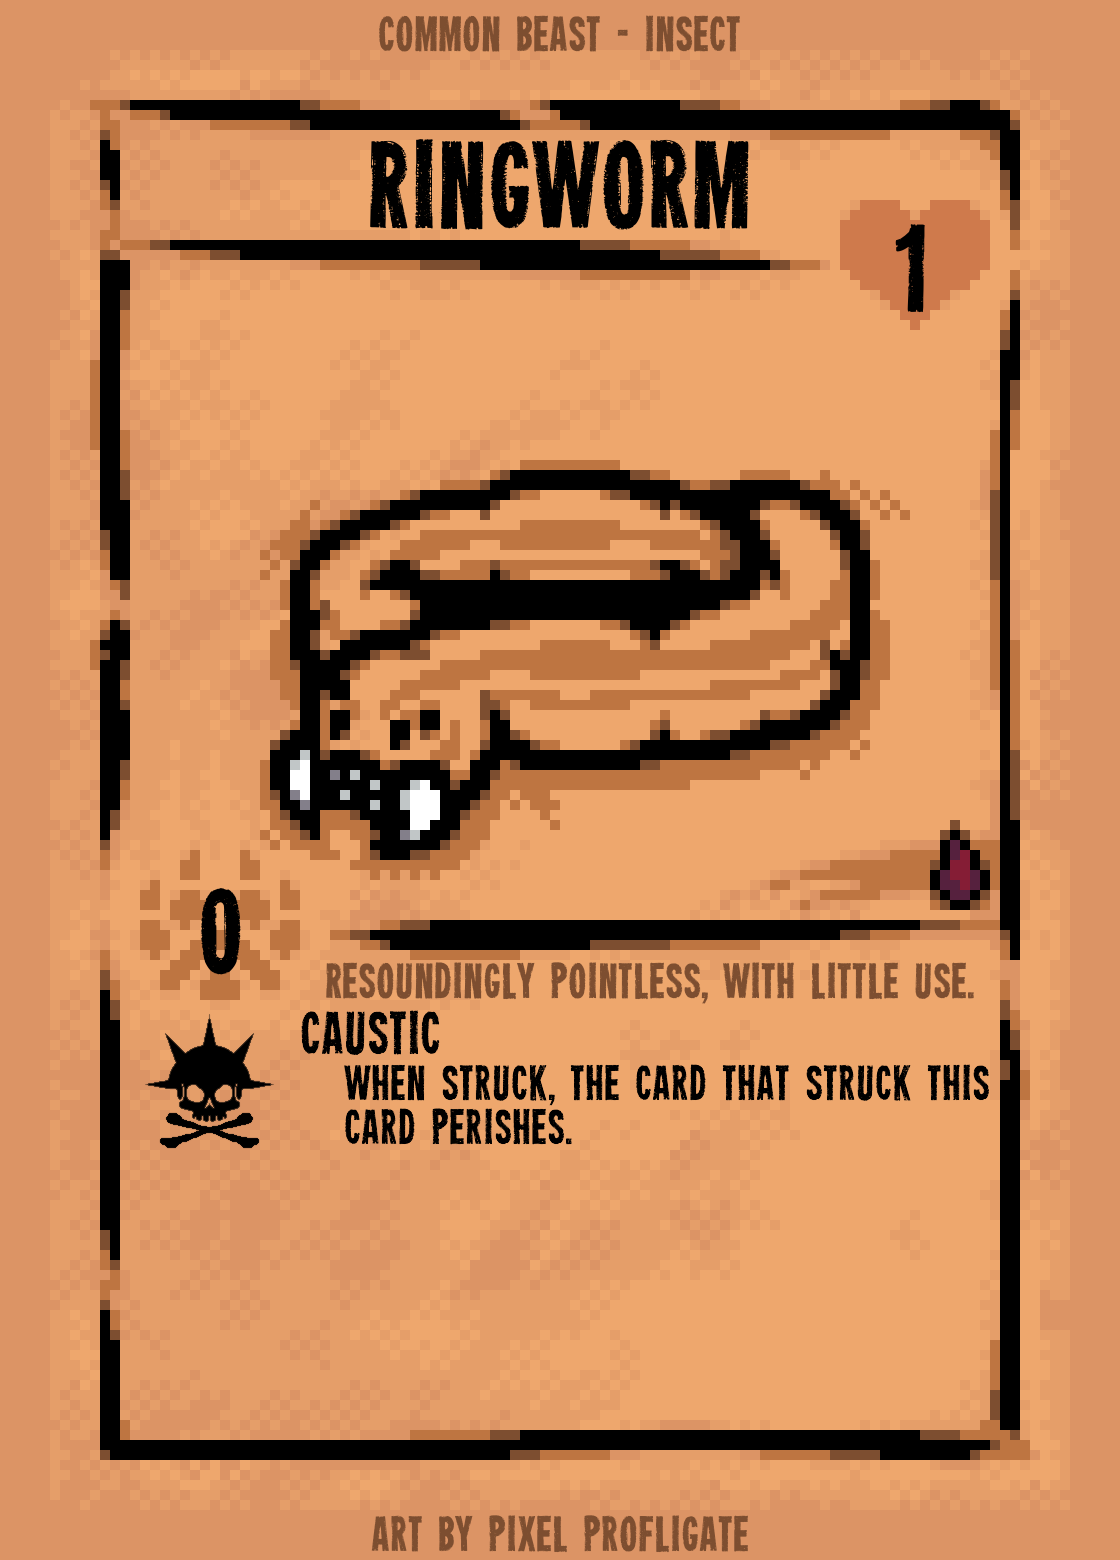 COMMON BEAST - INSECT
RINGWORM
1
0
RESOUNDINGLY POINTLESS, WITH LITTLE USE.
CAUSTIC
WHEN STRUCK, THE CARD THAT STRUCK THIS
CARD PERISHES.
ART BY PIXEL PROFLIGATE